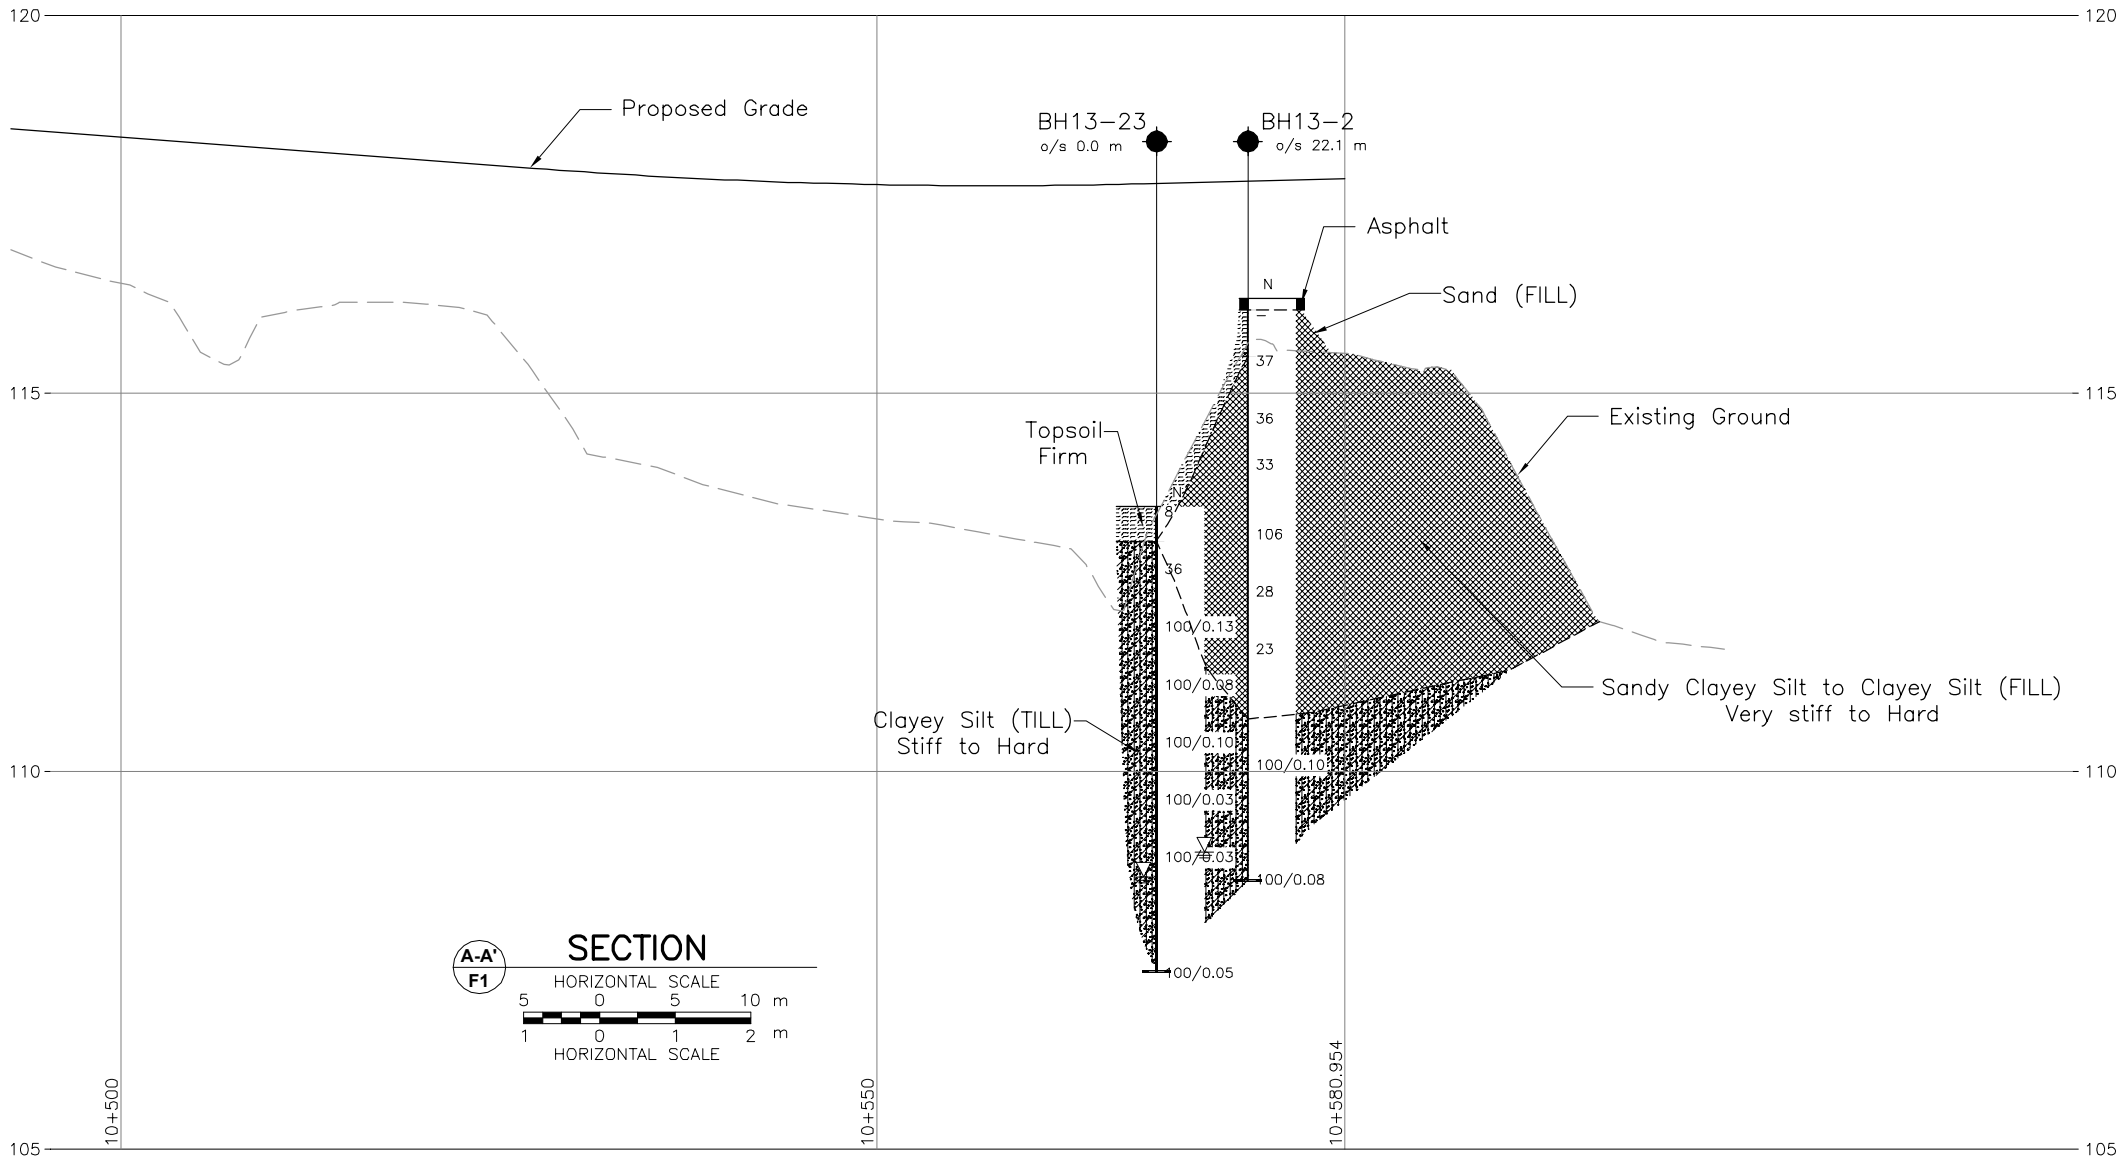 120
120
Proposed Grade
BH13-23
o/s 0.0 m
BH13-2
o/s 22.1 m
Asphalt
N
Sand (FILL)
37
115
115
36
Existing Ground
Topsoil
Firm
33
N
8
106
36
28
100/0.13
23
100/0.08
Sandy Clayey Silt to Clayey Silt (FILL)
Very stiff to Hard
Clayey Silt (TILL)
Stiff to Hard
100/0.10
100/0.10
110
110
100/0.03
100/0.03
100/0.08
100/0.05
A-A'
F1
SECTION
HORIZONTAL SCALE
5 0 5 10 m
1 0 1 2 m
HORIZONTAL SCALE
10+500
10+550
10+580.954
105
105